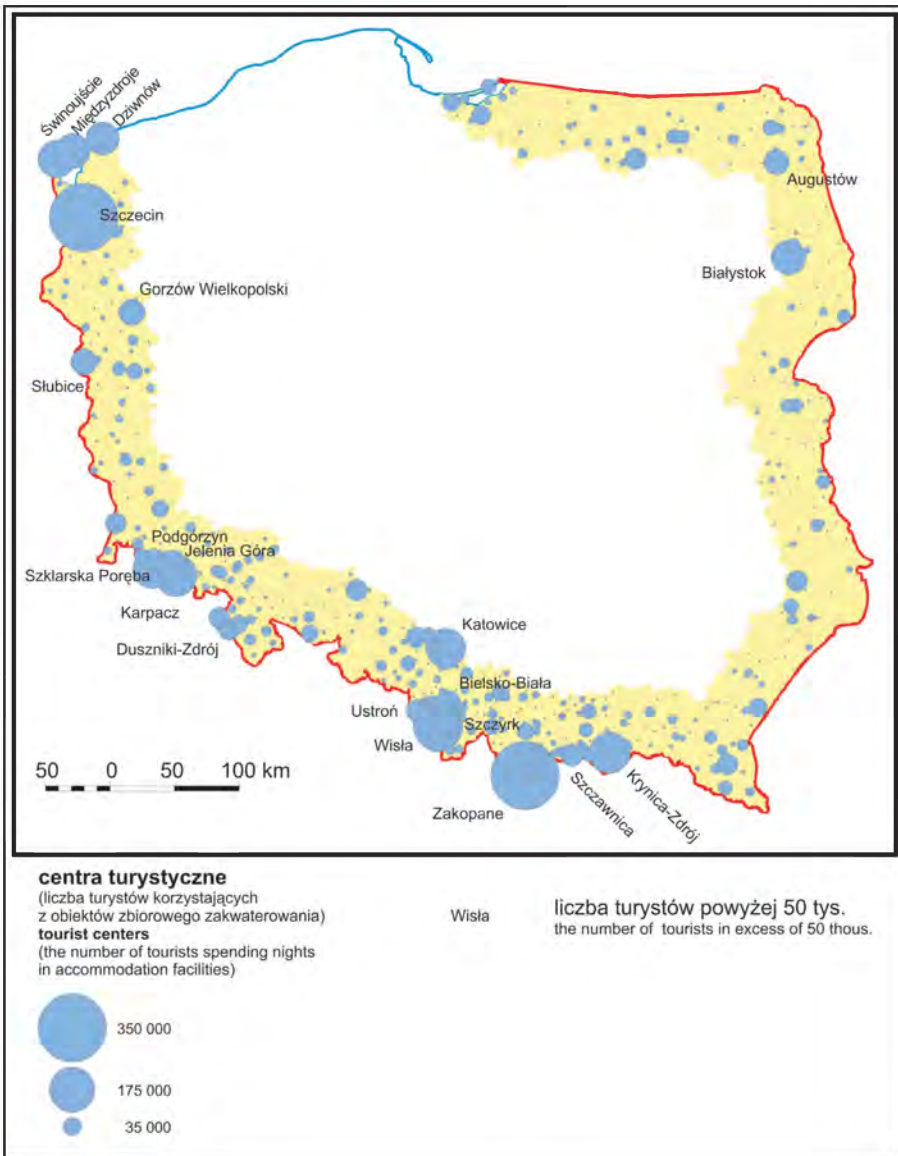 Świnoujście
Międzyzdroje
Dziwnów
Szczecin
Augustów
Białystok
Gorzów Wielkopolski
Słubice
Podgórzyn
Jelenia Góra
Szklarska Poręba
Karpacz
Duszniki-Zdrój
Katowice
Bielsko-Biała
Ustroń
Szczyrk
Wisła
Zakopane
Szczawnica
Krynica-Zdrój
50 0 50 100 km
centra turystyczne
(liczba turystów korzystających
z obiektów zbiorowego zakwaterowania)
tourist centers
(the number of tourists spending nights
in accommodation facilities)
350 000
175 000
35 000
Wisła
liczba turystów powyżej 50 tys.
the number of tourists in excess of 50 thous.